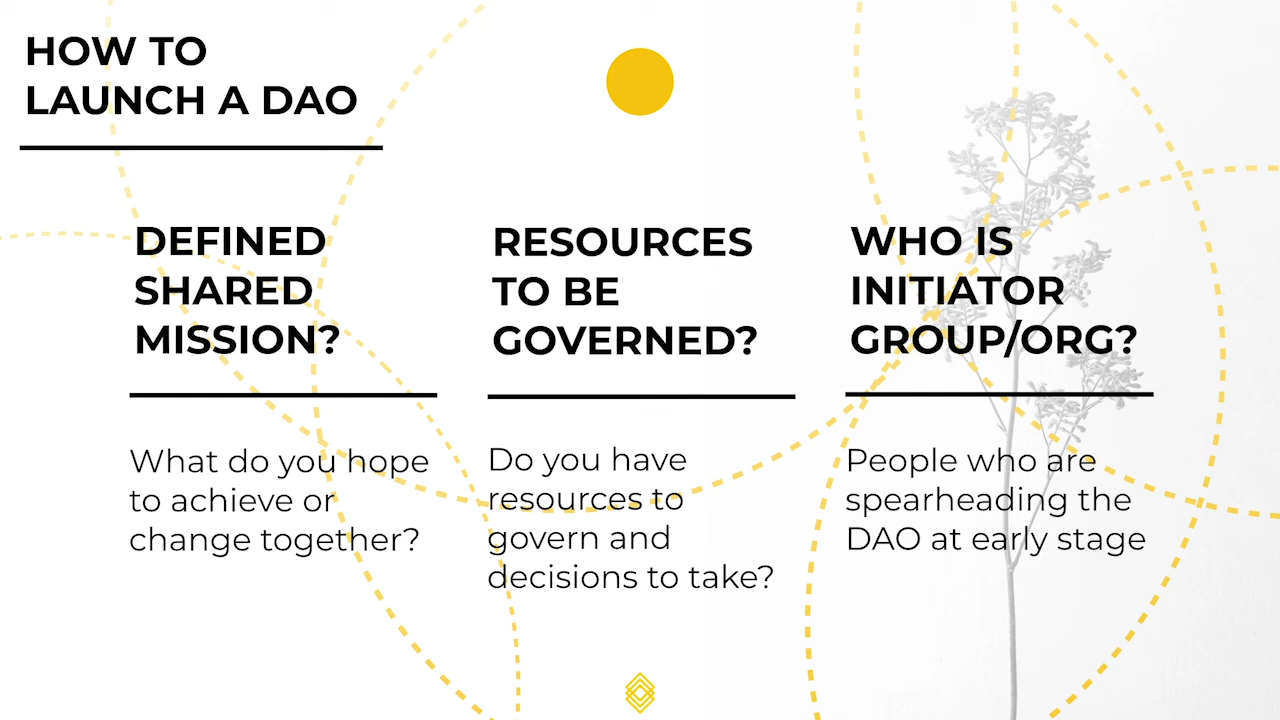 HOW TO
LAUNCH A DAO
DEFINED
SHARED
MISSION?
What do you hope
to achieve or
change together?
RESOURCES
TO BE
GOVERNED?
Do you have
resources to
govern and
decisions to take?
WHO IS
INITIATOR
GROUP/ORG?
People who are
spearheading the
DAO at early stage